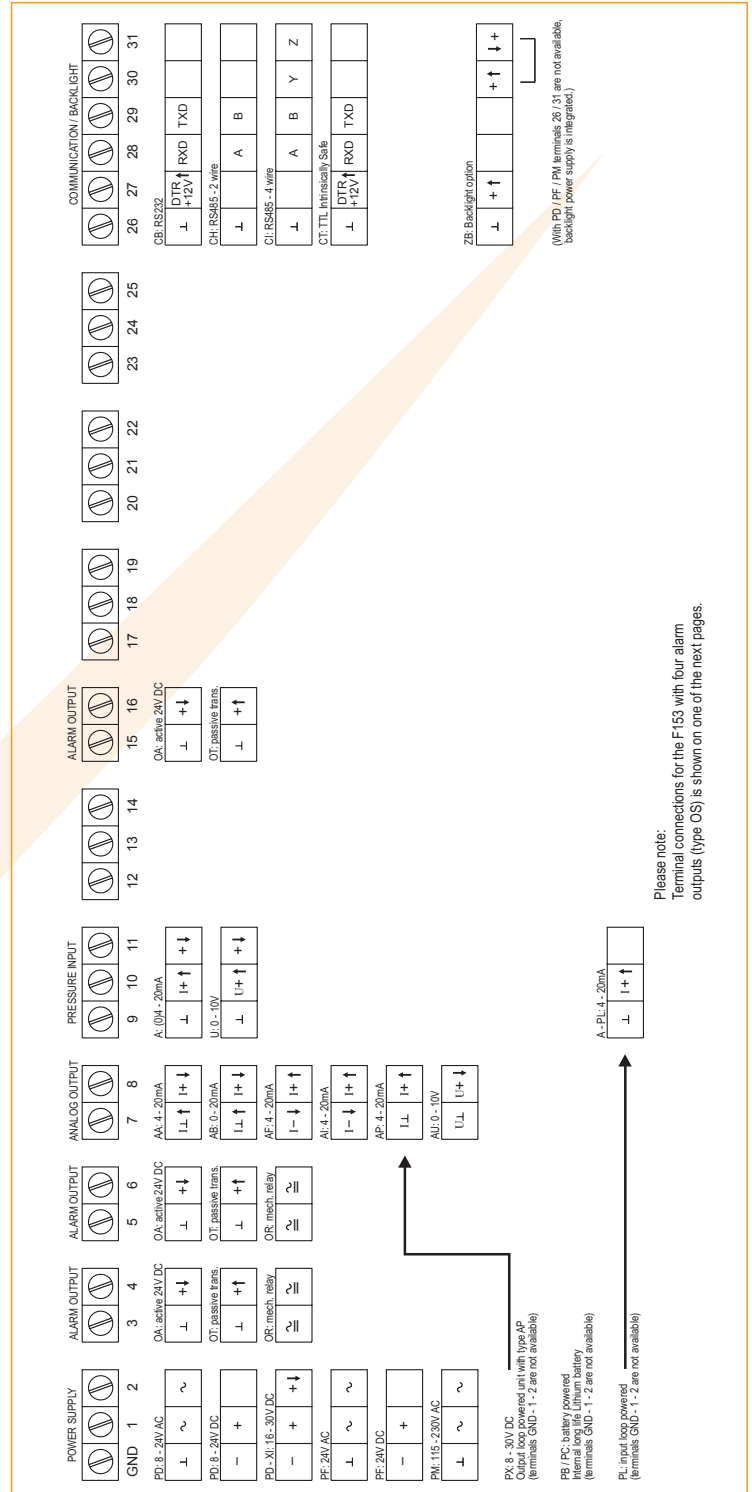 POWER SUPPLY
GND 1 2
PD: 8 - 24V AC
⊥ ~ ~
PD: 8 - 24V DC
− +
PD - XI: 16 - 30V DC
− + +↓
PF: 24V AC
⊥ ~ ~
PF: 24V DC
− +
PM: 115 - 230V AC
⊥ ~ ~
PX: 8 - 30V DC
Output loop powered unit with type AP
(terminals GND - 1 - 2 are not available)
PB / PC: battery powered
Internal long life Lithium battery
(terminals GND - 1 - 2 are not available)
PL: input loop powered
(terminals GND - 1 - 2 are not available)
ALARM OUTPUT
3 4
OA: active 24V DC
⊥ +↓
OT: passive trans.
⊥ +↑
OR: mech. relay
≂ ≂
ALARM OUTPUT
5 6
OA: active 24V DC
⊥ +↓
OT: passive trans.
⊥ +↑
OR: mech. relay
≂ ≂
ANALOG OUTPUT
7 8
AA: 4 - 20mA
I⊥↑ I+↓
AB: 0 - 20mA
I⊥↑ I+↓
AF: 4 - 20mA
I−↓ I+↑
AI: 4 - 20mA
I−↓ I+↑
AP: 4 - 20mA
I⊥ I+↑
AU: 0 - 10V
U⊥ U+↓
PRESSURE INPUT
9 10 11
A: (0)4 - 20mA
⊥ I+↑ +↓
U: 0 - 10V
⊥ U+↑ +↓
A - PL: 4 - 20mA
⊥ I+↑
12 13 14
ALARM OUTPUT
15 16
OA: active 24V DC
⊥ +↓
OT: passive trans.
⊥ +↑
17 18 19
20 21 22
23 24 25
COMMUNICATION / BACKLIGHT
26 27 28 29 30 31
CB: RS232
⊥ DTR +12V↑ RXD TXD
CH: RS485 - 2 wire
⊥ A B
CI: RS485 - 4 wire
⊥ A B Y Z
CT: TTL Intrinsically Safe
⊥ DTR +12V↑ RXD TXD
ZB: Backlight option
⊥ +↑ +↑ ↓+
(With PD / PF / PM terminals 26 / 31 are not available,
backlight power supply is integrated.)
Please note:
Terminal connections for the F153 with four alarm
outputs (type OS) is shown on one of the next pages.